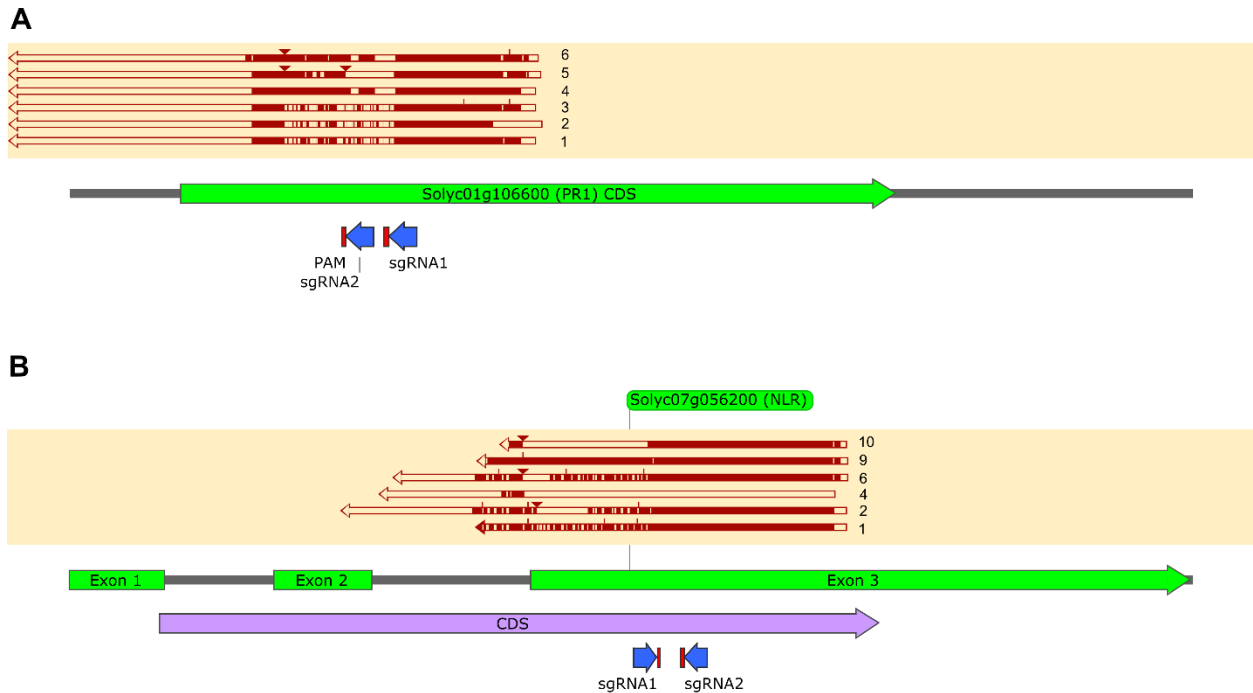 A
6
5
4
3
2
1
Solyc01g106600 (PR1) CDS
PAM
sgRNA1
sgRNA2
B
Solyc07g056200 (NLR)
10
9
6
4
2
1
Exon 1
Exon 2
Exon 3
CDS
sgRNA1
sgRNA2